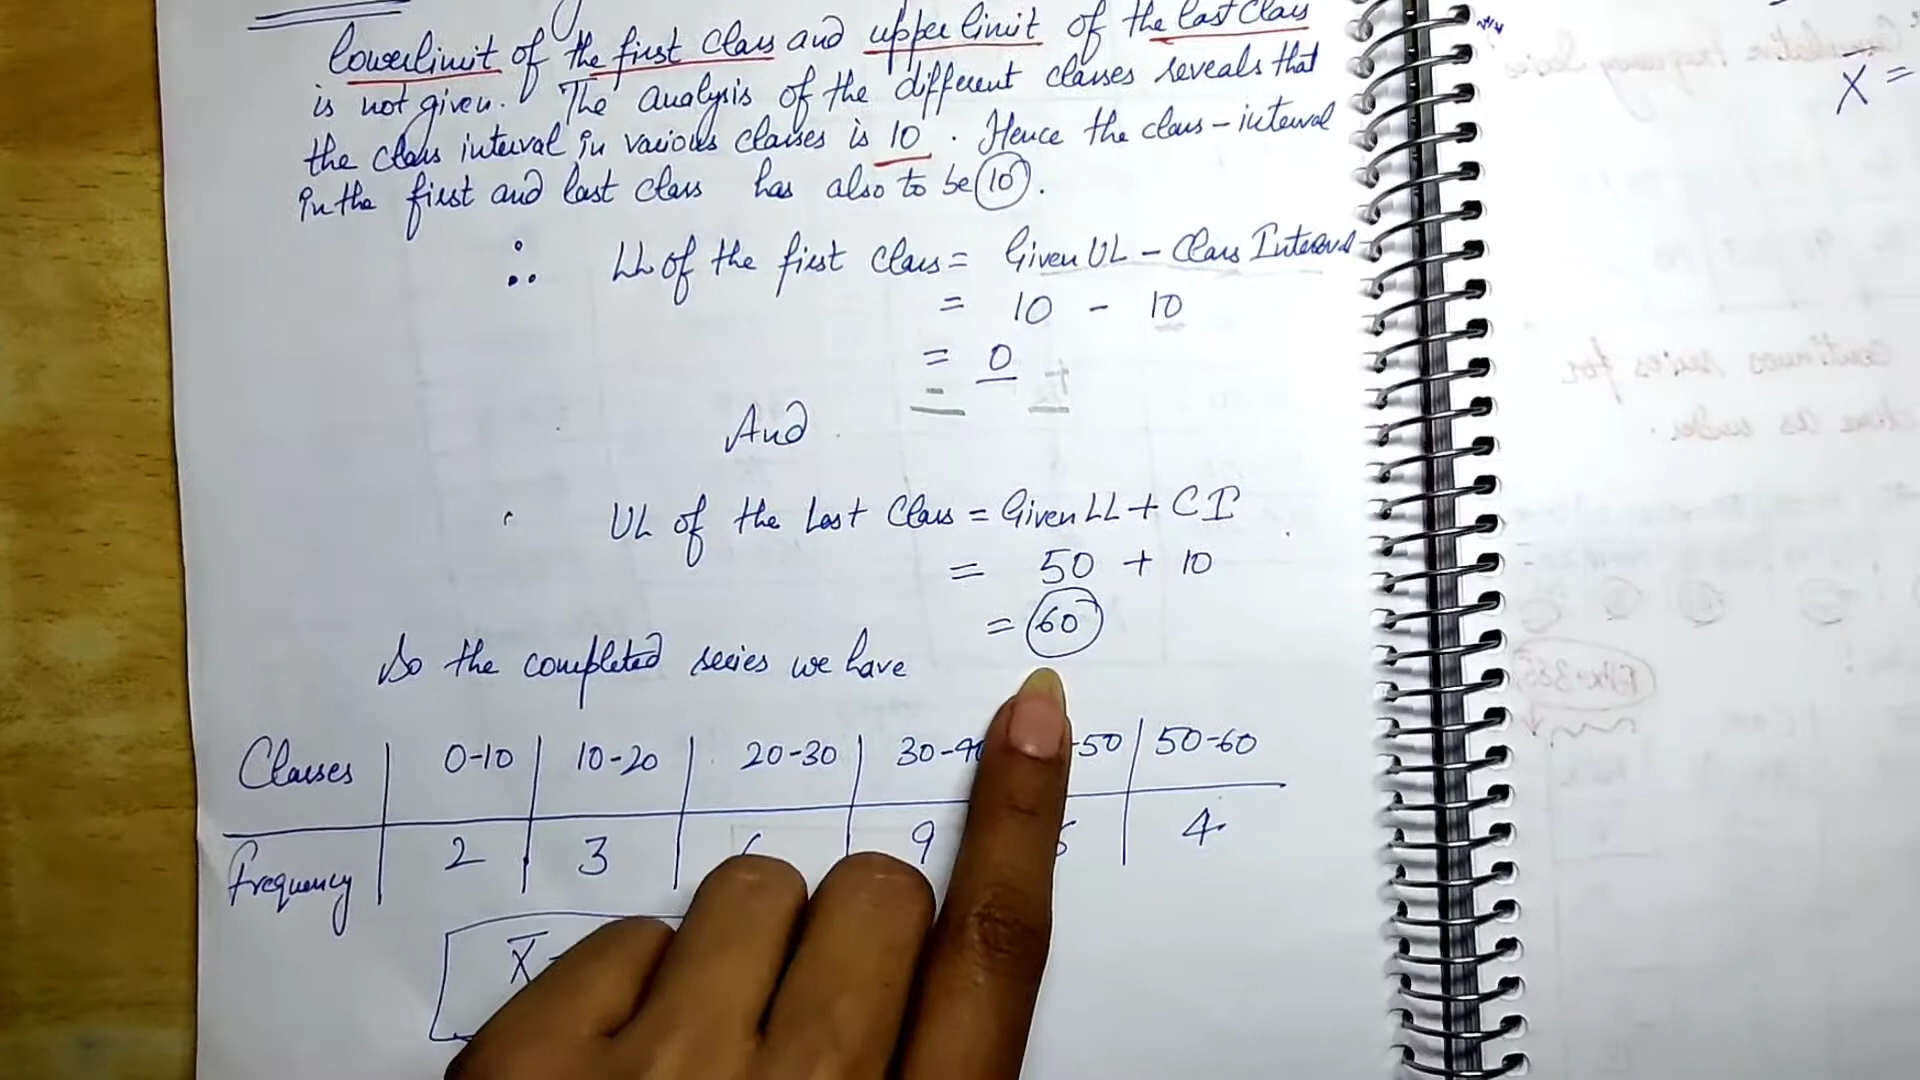 Lowerlimit of the first class and upper limit of the last class
is not given. The analysis of the different classes reveals that
the class interval in various classes is 10. Hence the class-interval
in the first and last class has also to be 10.
∴ LL of the first class = Given UL - Class Interval
= 10 - 10
= 0
And
UL of the Last Class = Given LL + CI
= 50 + 10
= 60
So the completed series we have
Classes 0-10 10-20 20-30 30-40 -50 50-60
Frequency 2 3 9 4
X̄
X̄ =